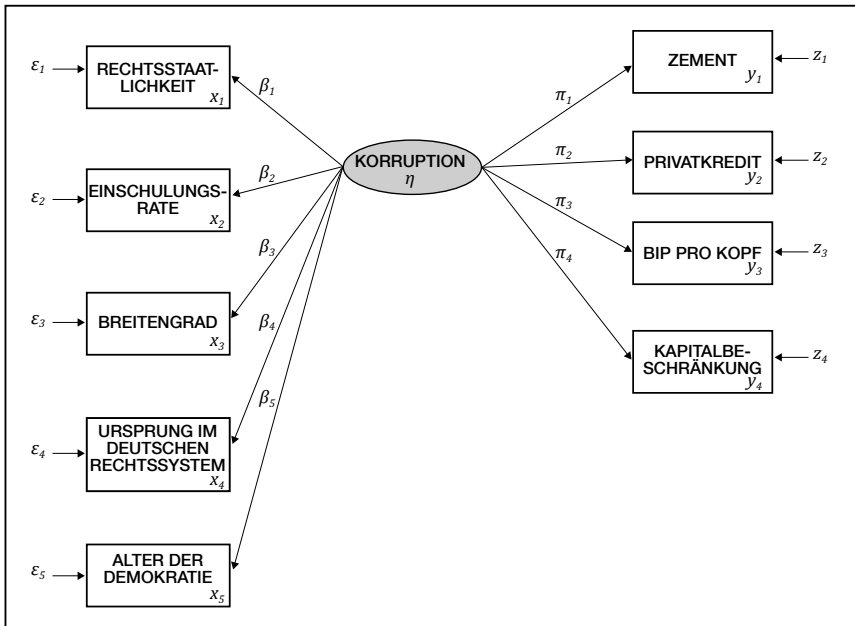 ε1
RECHTSSTAAT-
LICHKEIT
x1
β1
ε2
EINSCHULUNGS-
RATE
x2
β2
ε3
BREITENGRAD
x3
β3
ε4
URSPRUNG IM
DEUTSCHEN
RECHTSSYSTEM
x4
β4
ε5
ALTER DER
DEMOKRATIE
x5
β5
KORRUPTION
η
π1
ZEMENT
y1
z1
π2
PRIVATKREDIT
y2
z2
π3
BIP PRO KOPF
y3
z3
π4
KAPITALBE-
SCHRÄNKUNG
y4
z4